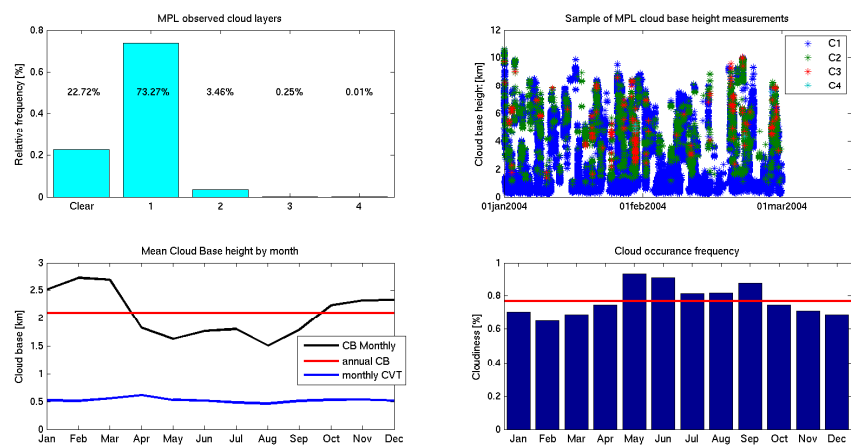 MPL observed cloud layers
Relative frequency [%]
0.8
0.6
0.4
0.2
0
22.72%
73.27%
3.46%
0.25%
0.01%
Clear
1
2
3
4
Sample of MPL cloud base height measurements
Cloud base height [km]
12
10
8
6
4
2
0
C1
C2
C3
C4
01jan2004
01feb2004
01mar2004
Mean Cloud Base height by month
Cloud base [km]
3
2.5
2
1.5
1
0.5
0
CB Monthly
annual CB
monthly CVT
Jan Feb Mar Apr May Jun Jul Aug Sep Oct Nov Dec
Cloud occurance frequency
Cloudiness [%]
1
0.8
0.6
0.4
0.2
0
Jan Feb Mar Apr May Jun Jul Aug Sep Oct Nov Dec